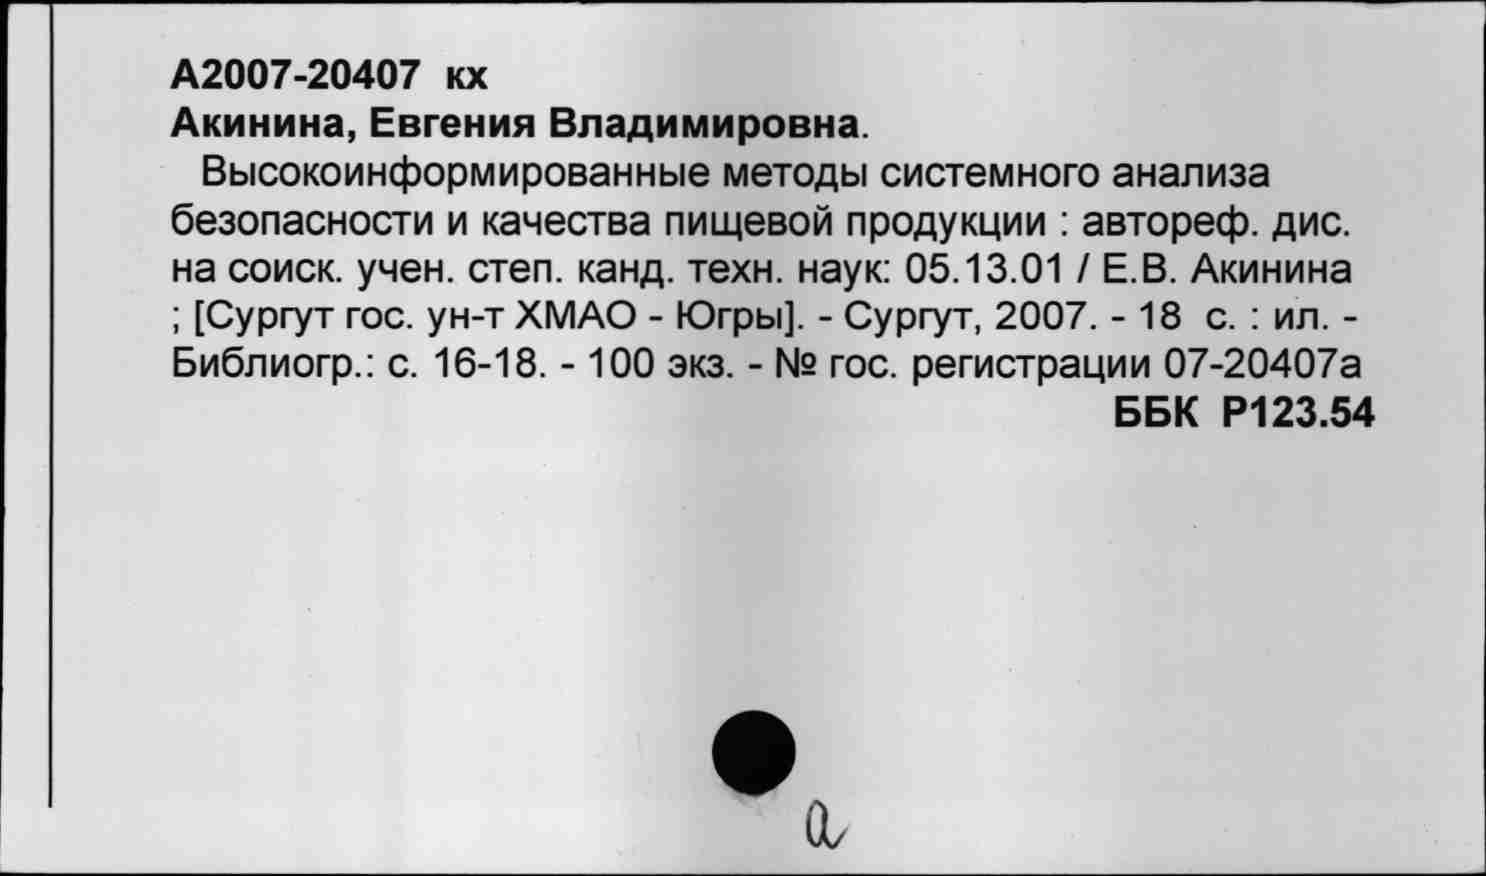 А2007-20407 кх
Акинина, Евгения Владимировна.
Высокоинформированные методы системного анализа
безопасности и качества пищевой продукции : автореф. дис.
на соиск. учен. степ. канд. техн. наук: 05.13.01 / Е.В. Акинина
; [Сургут гос. ун-т ХМАО - Югры]. - Сургут, 2007. - 18 с. : ил. -
Библиогр.: с. 16-18. - 100 экз. - № гос. регистрации 07-20407а
ББК Р123.54
а